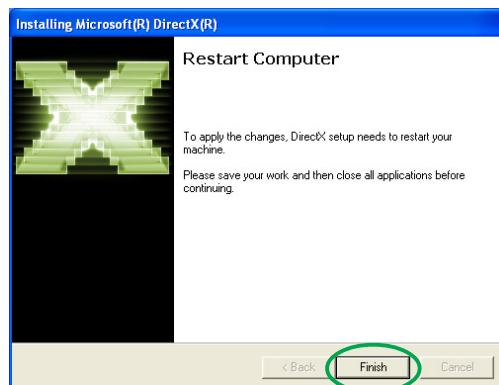 Installing Microsoft(R) DirectX(R)
Restart Computer
To apply the changes, DirectX setup needs to restart your
machine.
Please save your work and then close all applications before
continuing.
< Back Finish Cancel